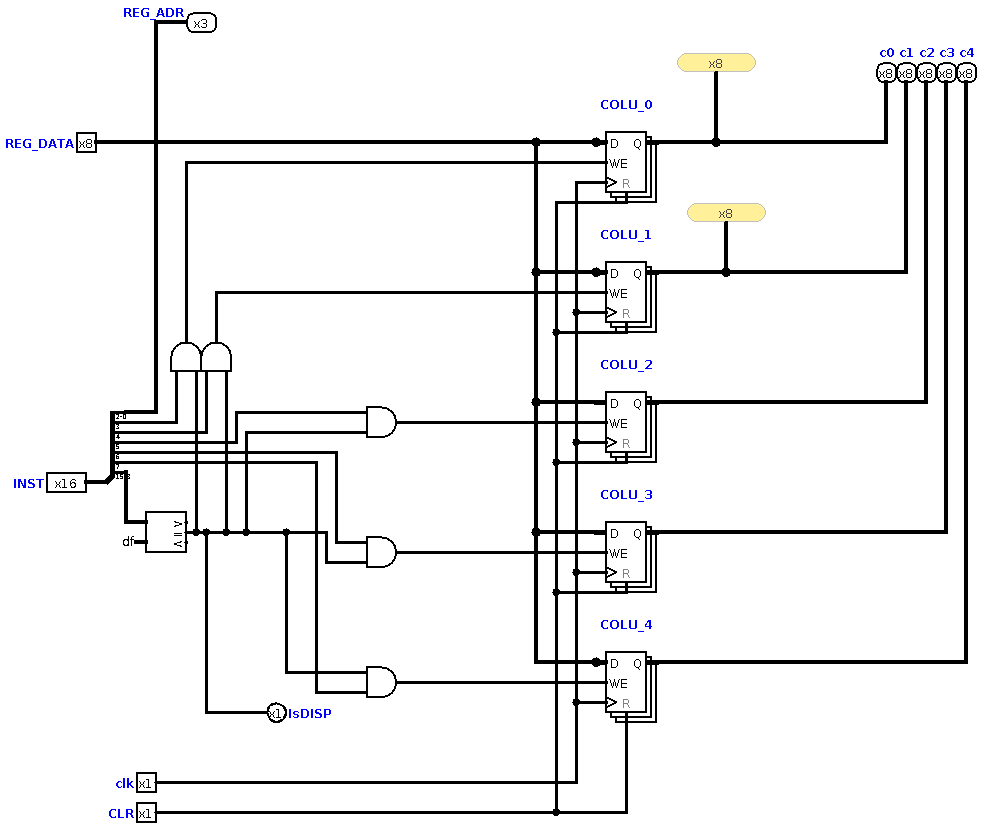 REG_ADR
x3
c0 c1 c2 c3 c4
x8
x8 x8 x8 x8 x8
COLU_0
REG_DATA x8
D Q
WE
R
x8
COLU_1
D Q
WE
R
COLU_2
D Q
WE
R
2-0
3
4
5
6
7
INST x16
COLU_3
D Q
WE
R
df
COLU_4
D Q
WE
R
x1 IsDISP
clk x1
CLR x1